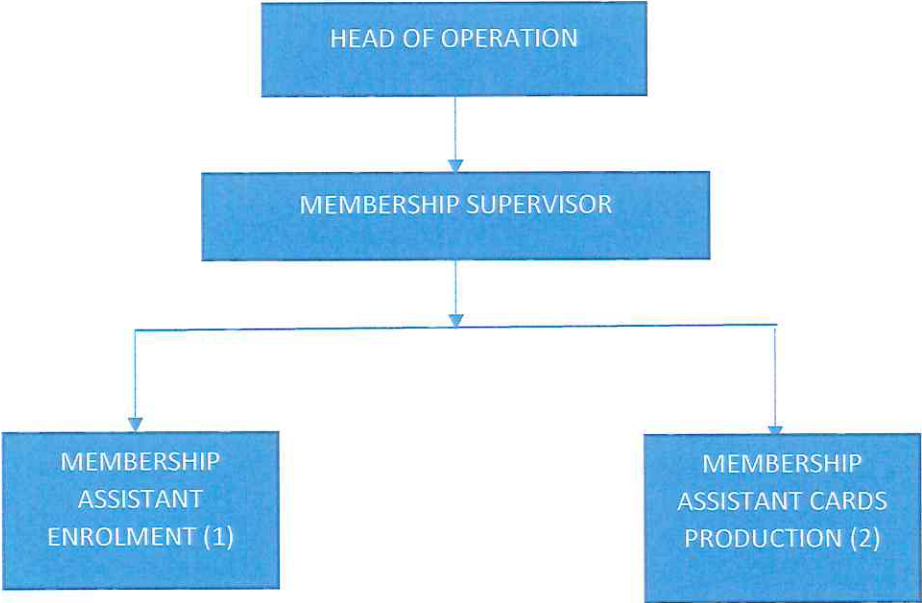 HEAD OF OPERATION
MEMBERSHIP SUPERVISOR
MEMBERSHIP
ASSISTANT
ENROLMENT (1)
MEMBERSHIP
ASSISTANT CARDS
PRODUCTION (2)